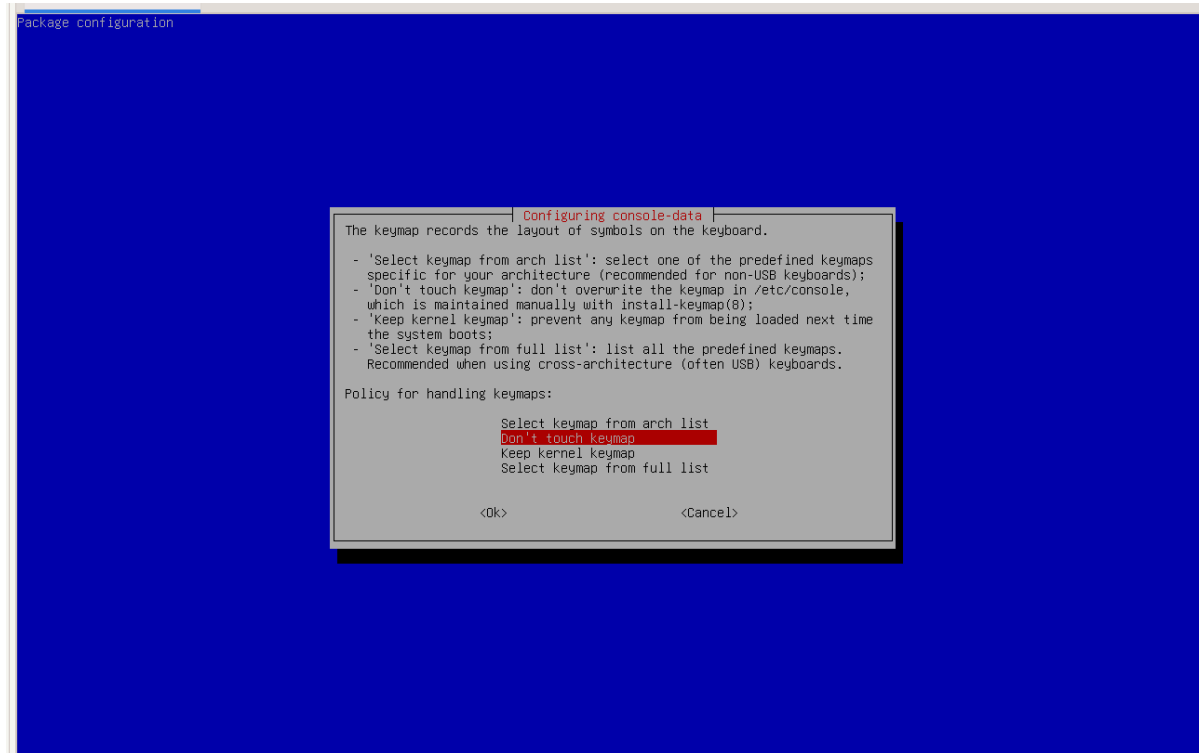 Package configuration
Configuring console-data
The keymap records the layout of symbols on the keyboard.
- 'Select keymap from arch list': select one of the predefined keymaps
specific for your architecture (recommended for non-USB keyboards);
- 'Don't touch keymap': don't overwrite the keymap in /etc/console,
which is maintained manually with install-keymap(8);
- 'Keep kernel keymap': prevent any keymap from being loaded next time
the system boots;
- 'Select keymap from full list': list all the predefined keymaps.
Recommended when using cross-architecture (often USB) keyboards.
Policy for handling keymaps:
Select keymap from arch list
Don't touch keymap
Keep kernel keymap
Select keymap from full list
<Ok> <Cancel>